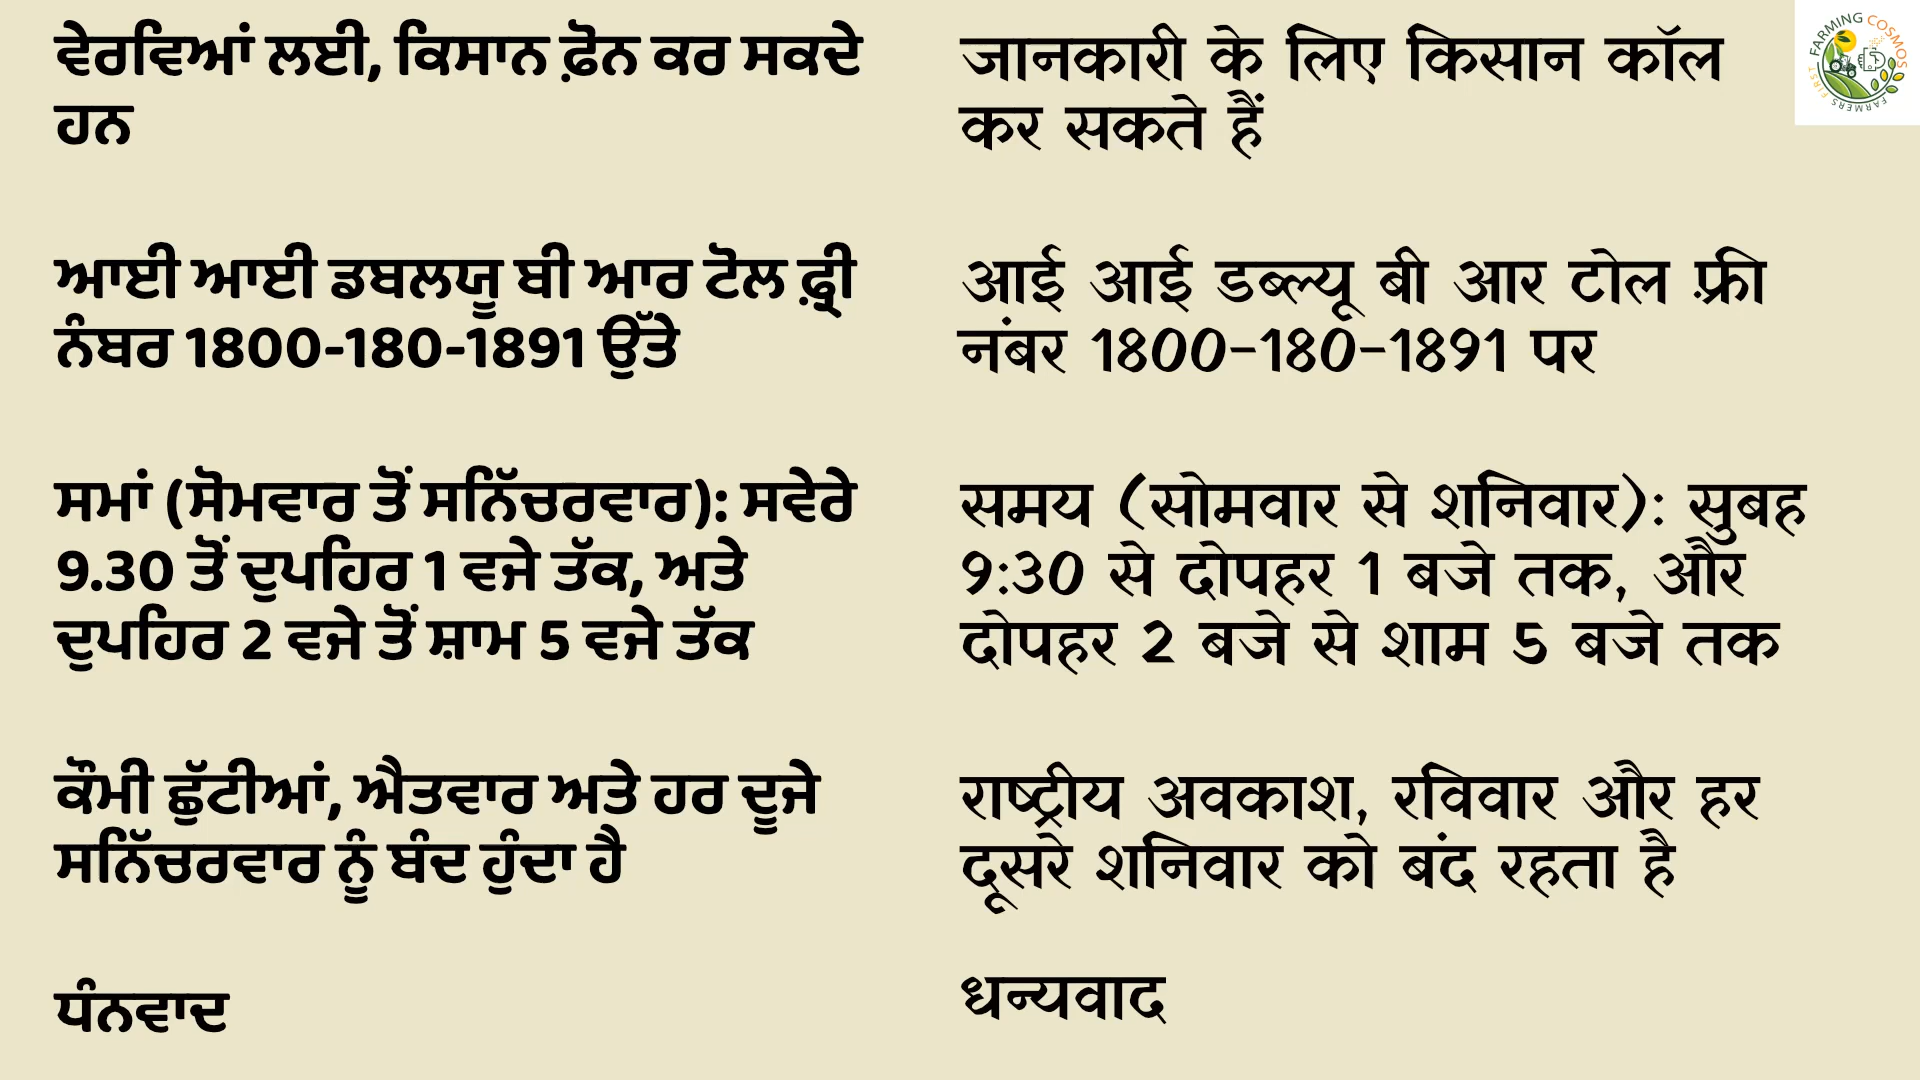 ਵੇਰਵਿਆਂ ਲਈ, ਕਿਸਾਨ ਫ਼ੋਨ ਕਰ ਸਕਦੇ
ਹਨ
ਆਈ ਆਈ ਡਬਲਯੂ ਬੀ ਆਰ ਟੋਲ ਫ਼੍ਰੀ
ਨੰਬਰ 1800-180-1891 ਉੱਤੇ
ਸਮਾਂ (ਸੋਮਵਾਰ ਤੋਂ ਸਨਿੱਚਰਵਾਰ): ਸਵੇਰੇ
9.30 ਤੋਂ ਦੁਪਹਿਰ 1 ਵਜੇ ਤੱਕ, ਅਤੇ
ਦੁਪਹਿਰ 2 ਵਜੇ ਤੋਂ ਸ਼ਾਮ 5 ਵਜੇ ਤੱਕ
ਕੌਮੀ ਛੁੱਟੀਆਂ, ਐਤਵਾਰ ਅਤੇ ਹਰ ਦੂਜੇ
ਸਨਿੱਚਰਵਾਰ ਨੂੰ ਬੰਦ ਹੁੰਦਾ ਹੈ
ਧੰਨਵਾਦ
जानकारी के लिए किसान कॉल
कर सकते हैं
आई आई डब्ल्यू बी आर टोल फ़्री
नंबर 1800-180-1891 पर
समय (सोमवार से शनिवार): सुबह
9:30 से दोपहर 1 बजे तक, और
दोपहर 2 बजे से शाम 5 बजे तक
राष्ट्रीय अवकाश, रविवार और हर
दूसरे शनिवार को बंद रहता है
धन्यवाद
FARMING COSMOS
FARMERS FIRST